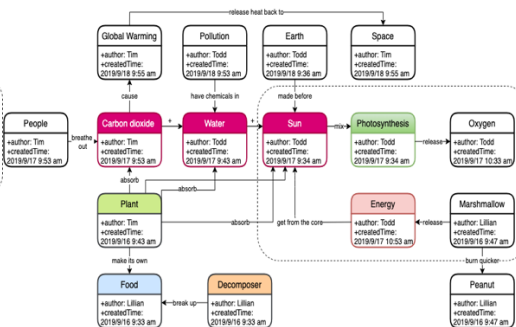 release heat back to
Global Warming
+author: Tim
+createdTime:
2019/9/18 9:55 am
Pollution
+author: Todd
+createdTime:
2019/9/18 9:53 am
Earth
+author: Todd
+createdTime:
2019/9/18 9:36 am
Space
+author: Tim
+createdTime:
2019/9/18 9:55 am
cause
have chemicals in
made before
People
+author: Tim
+createdTime:
2019/9/17 9:53 am
breathe
out
Carbon dioxide
+author: Tim
+createdTime:
2019/9/17 9:53 am
+
Water
+author: Todd
+createdTime:
2019/9/17 9:43 am
+
Sun
+author: Todd
+createdTime:
2019/9/17 9:34 am
mix
Photosynthesis
+author: Todd
+createdTime:
2019/9/17 9:34 am
release
Oxygen
+author: Todd
+createdTime:
2019/9/17 10:33 am
absorb
absorb
absorb
get from the core
Plant
+author: Tim
+createdTime:
2019/9/16 9:43 am
Energy
+author: Todd
+createdTime:
2019/9/17 10:53 am
release
Marshmallow
+author: Lillian
+createdTime:
2019/9/16 9:47 am
make its own
burn quicker
Food
+author: Lillian
+createdTime:
2019/9/16 9:33 am
break up
Decomposer
+author: Lillian
+createdTime:
2019/9/16 9:33 am
Peanut
+author: Lillian
+createdTime:
2019/9/16 9:47 am